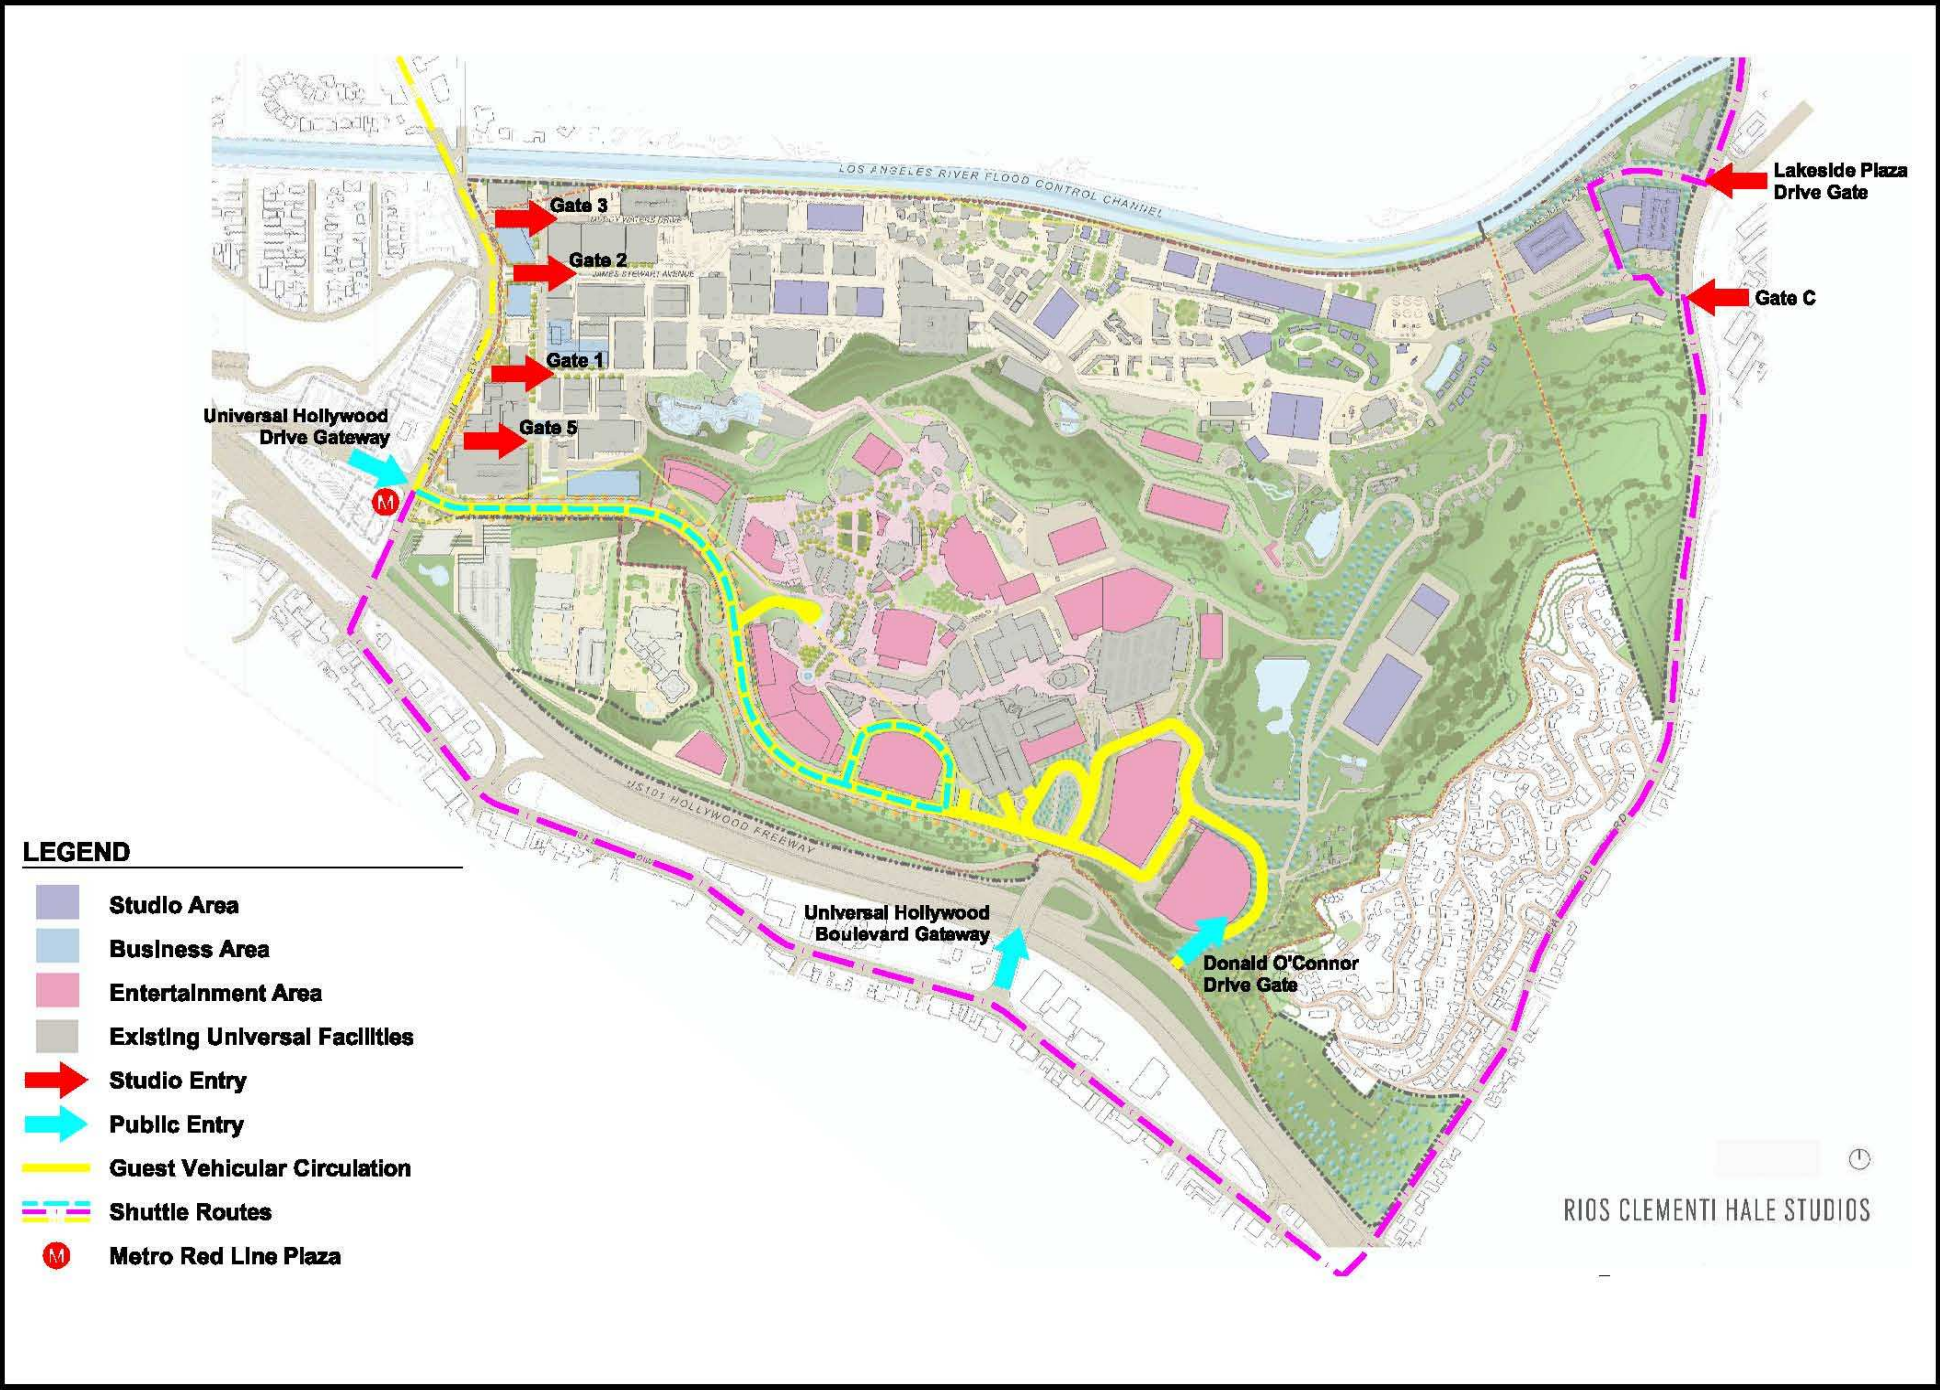 LOS ANGELES RIVER FLOOD CONTROL CHANNEL
Lakeside Plaza
Drive Gate
Gate 3
Gate 2
JAMES STEWART AVENUE
Gate C
Gate 1
Universal Hollywood
Drive Gateway
Gate 5
M
US101 HOLLYWOOD FREEWAY
LEGEND
Studio Area
Business Area
Entertainment Area
Existing Universal Facilities
Studio Entry
Public Entry
Guest Vehicular Circulation
Shuttle Routes
M
Metro Red Line Plaza
Universal Hollywood
Boulevard Gateway
Donald O'Connor
Drive Gate
RIOS CLEMENTI HALE STUDIOS